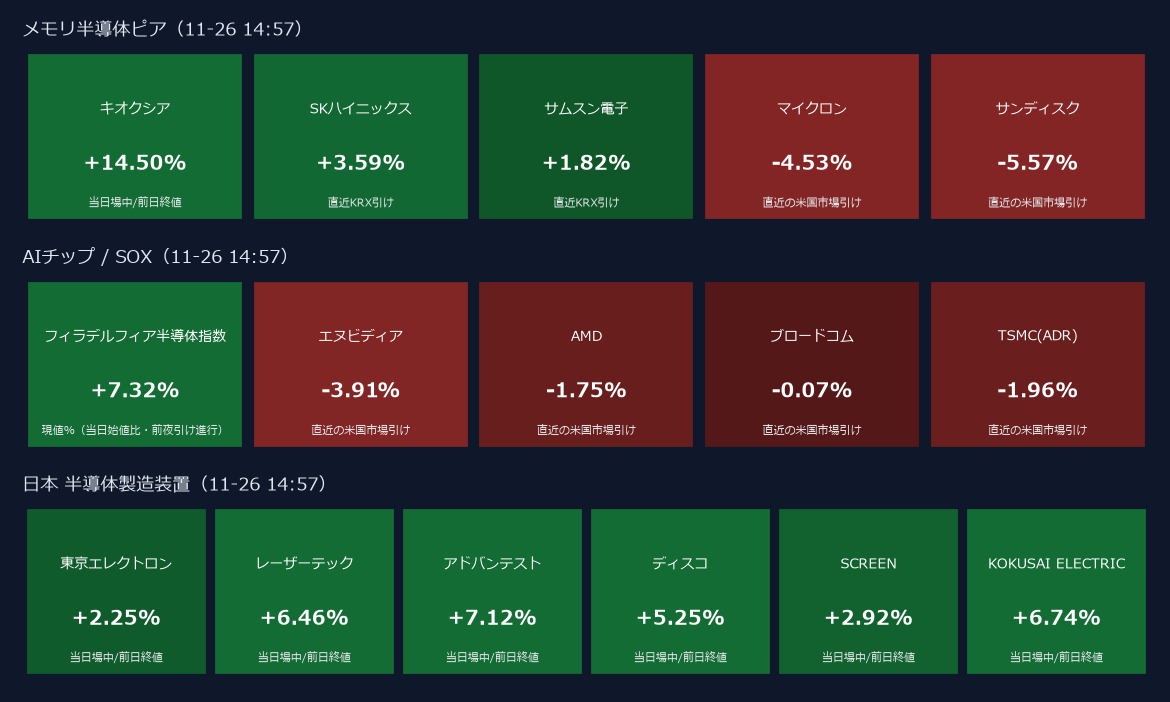 メモリ半導体ピア（11-26 14:57）
キオクシア
+14.50%
当日場中/前日終値
SKハイニックス
+3.59%
直近KRX引け
サムスン電子
+1.82%
直近KRX引け
マイクロン
-4.53%
直近の米国市場引け
サンディスク
-5.57%
直近の米国市場引け
AIチップ / SOX（11-26 14:57）
フィラデルフィア半導体指数
+7.32%
現値%（当日始値比・前夜引け進行）
エヌビディア
-3.91%
直近の米国市場引け
AMD
-1.75%
直近の米国市場引け
ブロードコム
-0.07%
直近の米国市場引け
TSMC(ADR)
-1.96%
直近の米国市場引け
日本 半導体製造装置（11-26 14:57）
東京エレクトロン
+2.25%
当日場中/前日終値
レーザーテック
+6.46%
当日場中/前日終値
アドバンテスト
+7.12%
当日場中/前日終値
ディスコ
+5.25%
当日場中/前日終値
SCREEN
+2.92%
当日場中/前日終値
KOKUSAI ELECTRIC
+6.74%
当日場中/前日終値